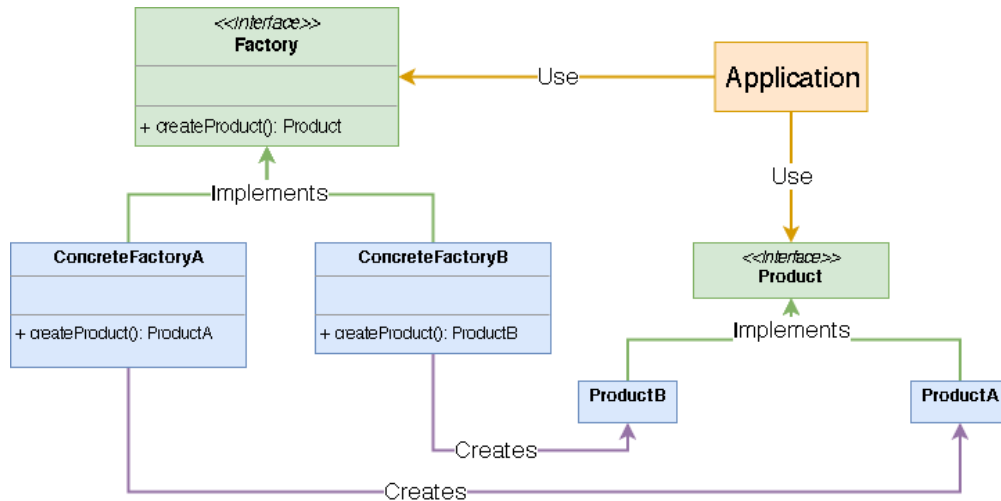 <<Interface>>
Factory
+ createProduct(): Product
Use
Application
Implements
Use
ConcreteFactoryA
+ createProduct(): ProductA
ConcreteFactoryB
+ createProduct(): ProductB
<<Interface>>
Product
Implements
ProductB
ProductA
Creates
Creates